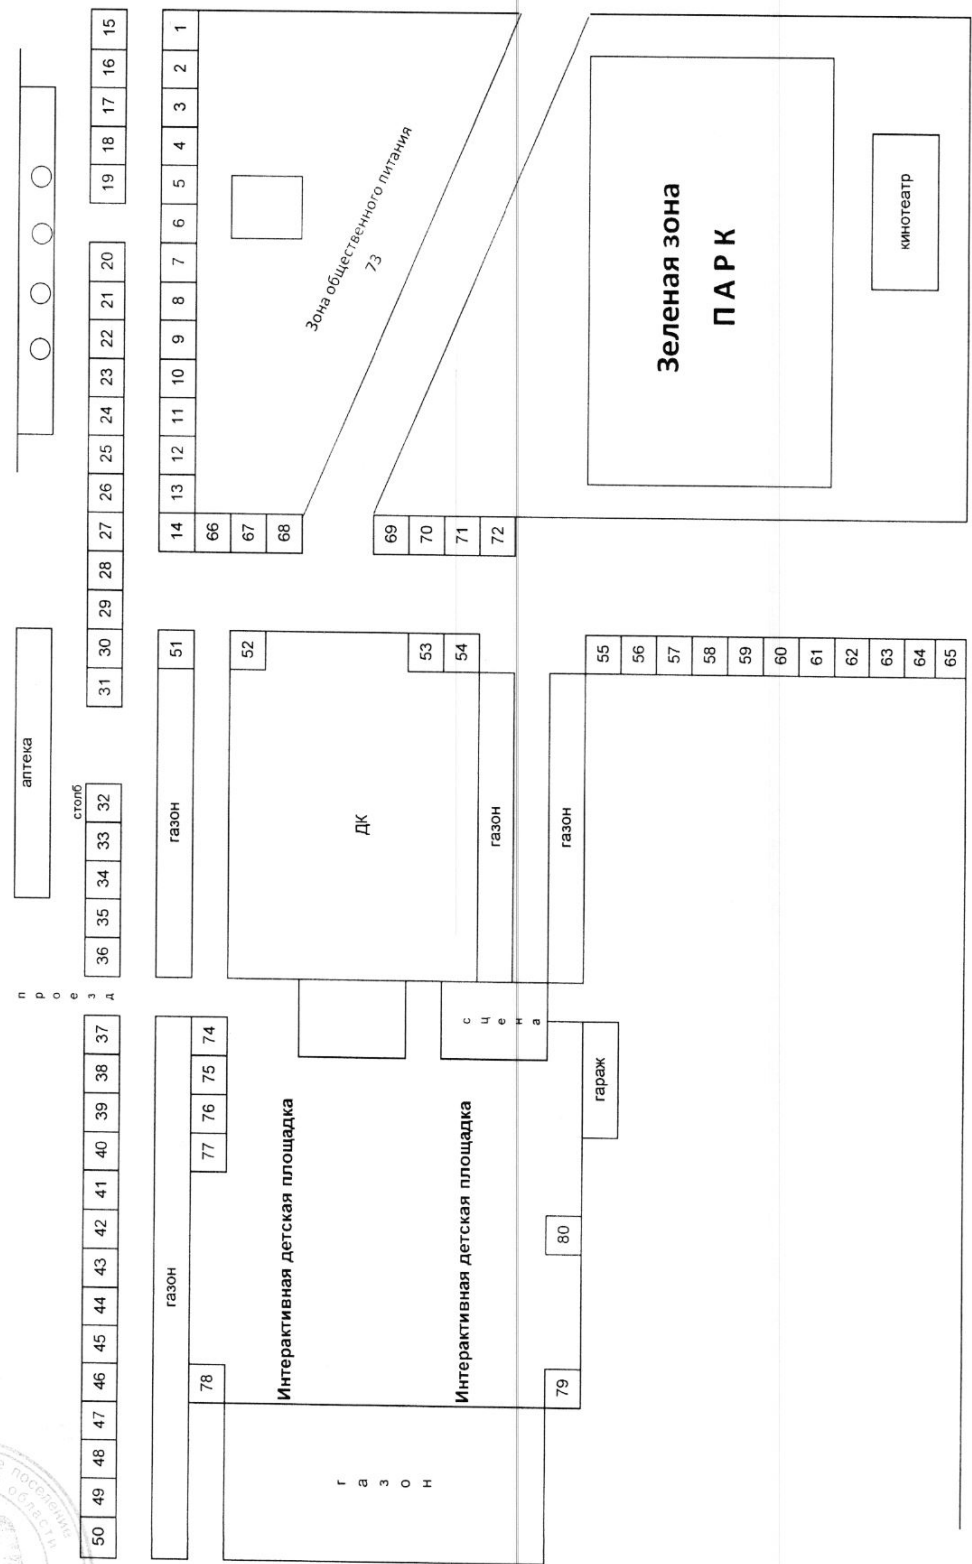 поселение
области
проезд
аптека
столб
50 49 48 47 46 45 44 43 42 41 40 39 38 37 36 35 34 33 32 31 30 29 28 27 26 25 24 23 22 21 20 19 18 17 16 15
газон газон 51 14 13 12 11 10 9 8 7 6 5 4 3 2 1
78 77 76 75 74 66
52 67
Интерактивная детская площадка 68
Зона общественного питания
73
газон
ДК
69
53 70
54 71
Интерактивная детская площадка
сцена
газон 72
79 80 газон
гараж 55
56
57
58
59
60
61
62
63
64
65
Зеленая зона
ПАРК
кинотеатр